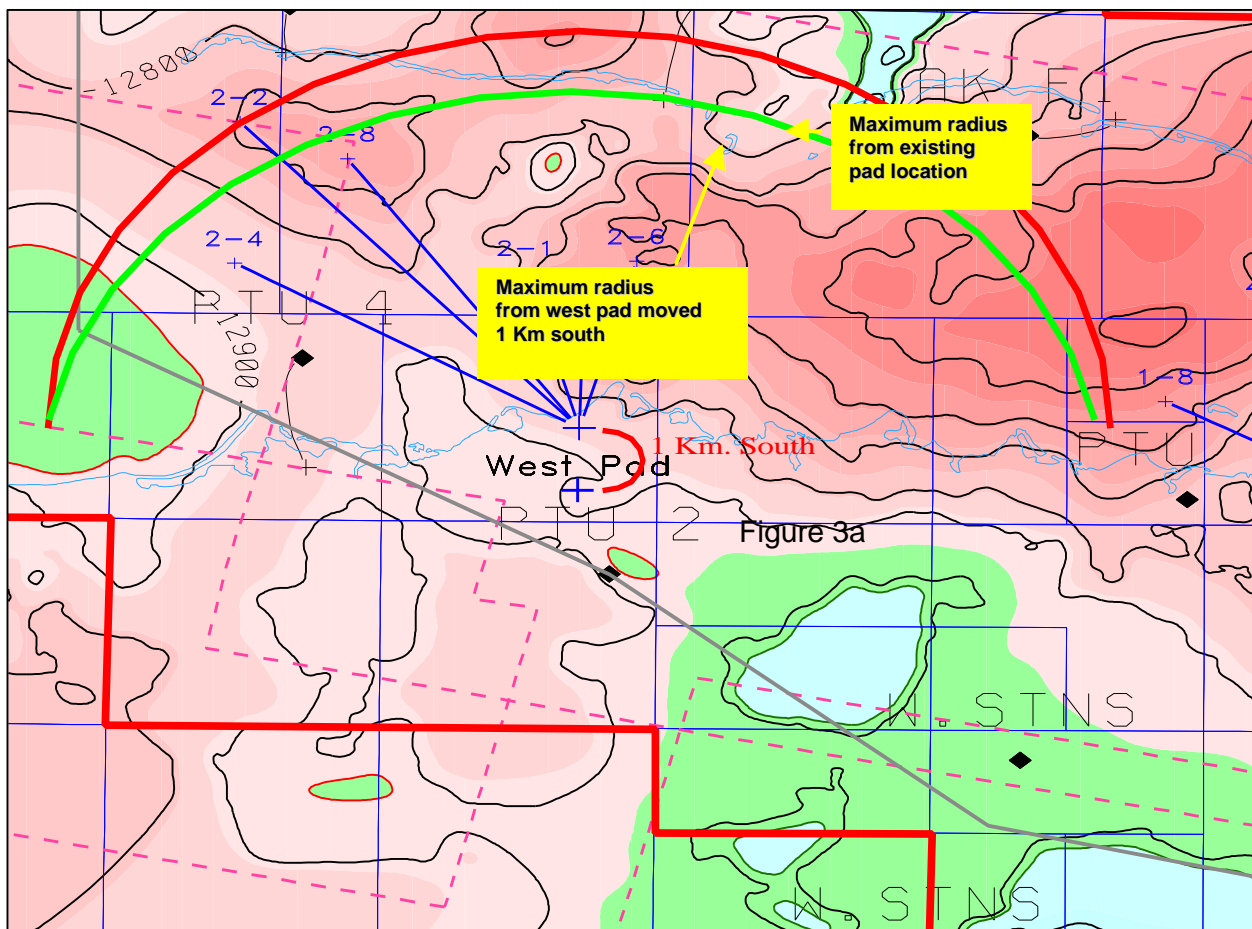 -12800
2-2
2-8
AK F
Maximum radius
from existing
pad location
2-4
2-1
2-6
Maximum radius
from west pad moved
1 Km south
PTU 4
-12900
1-8
1 Km. South
PTU
West Pad
PTU 2
Figure 3a
W.STNS
W.STNS